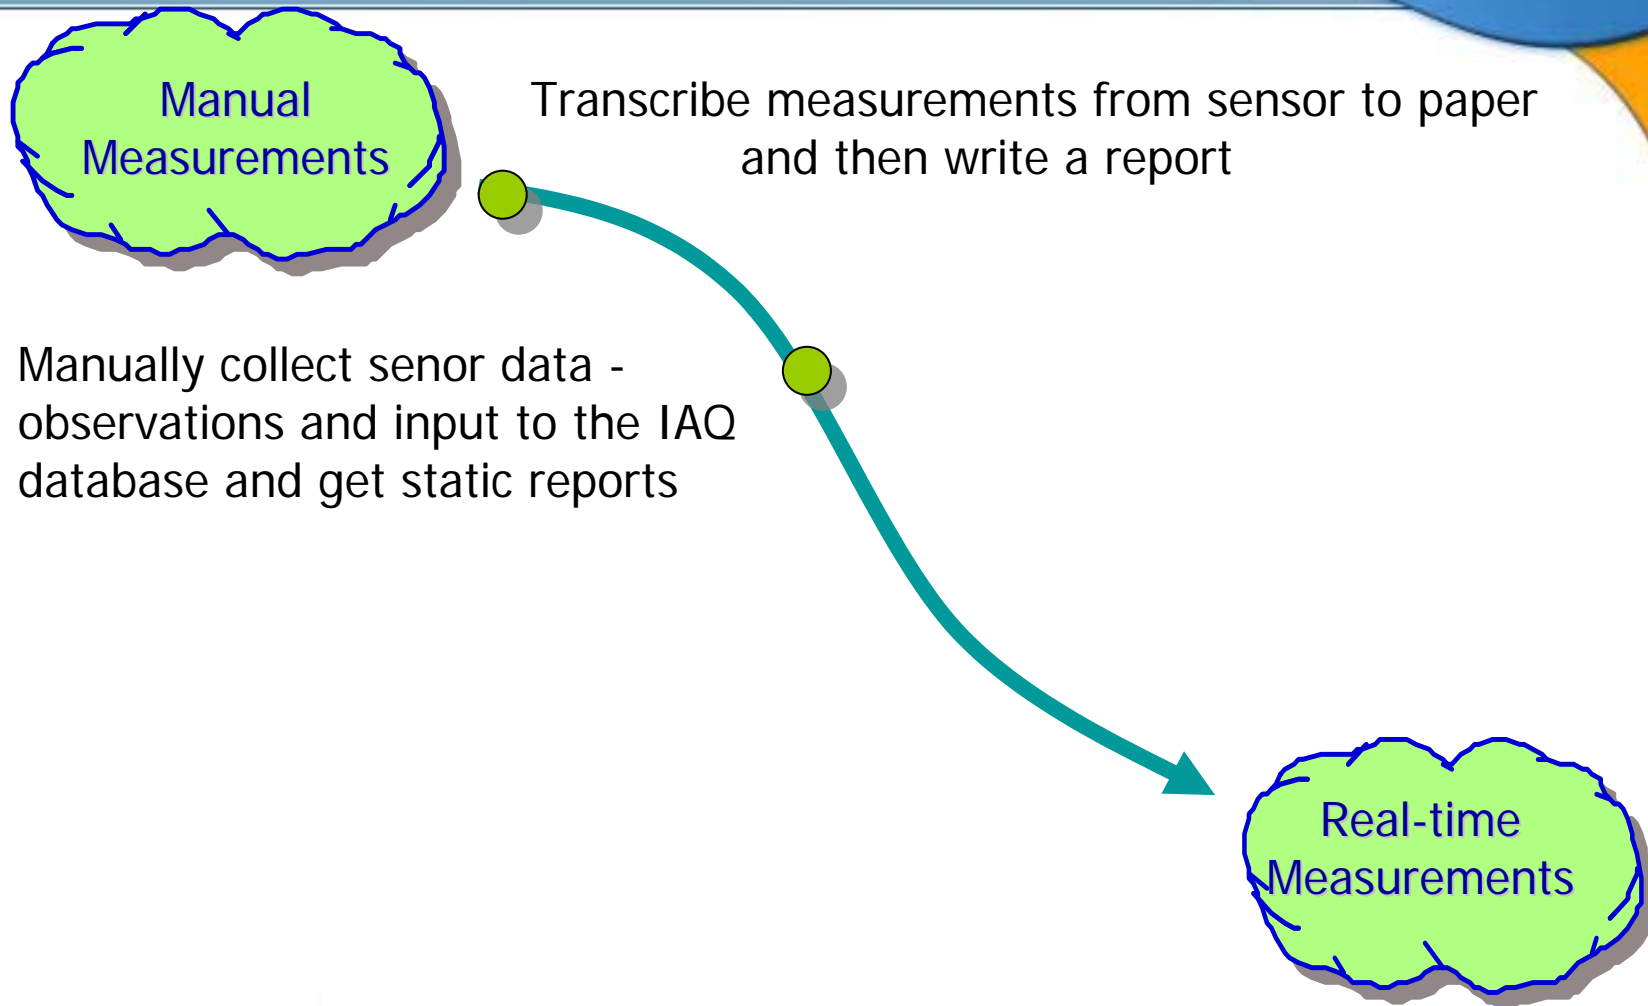 Manual
Measurements
Transcribe measurements from sensor to paper
and then write a report
Manually collect senor data -
observations and input to the IAQ
database and get static reports
Real-time
Measurements